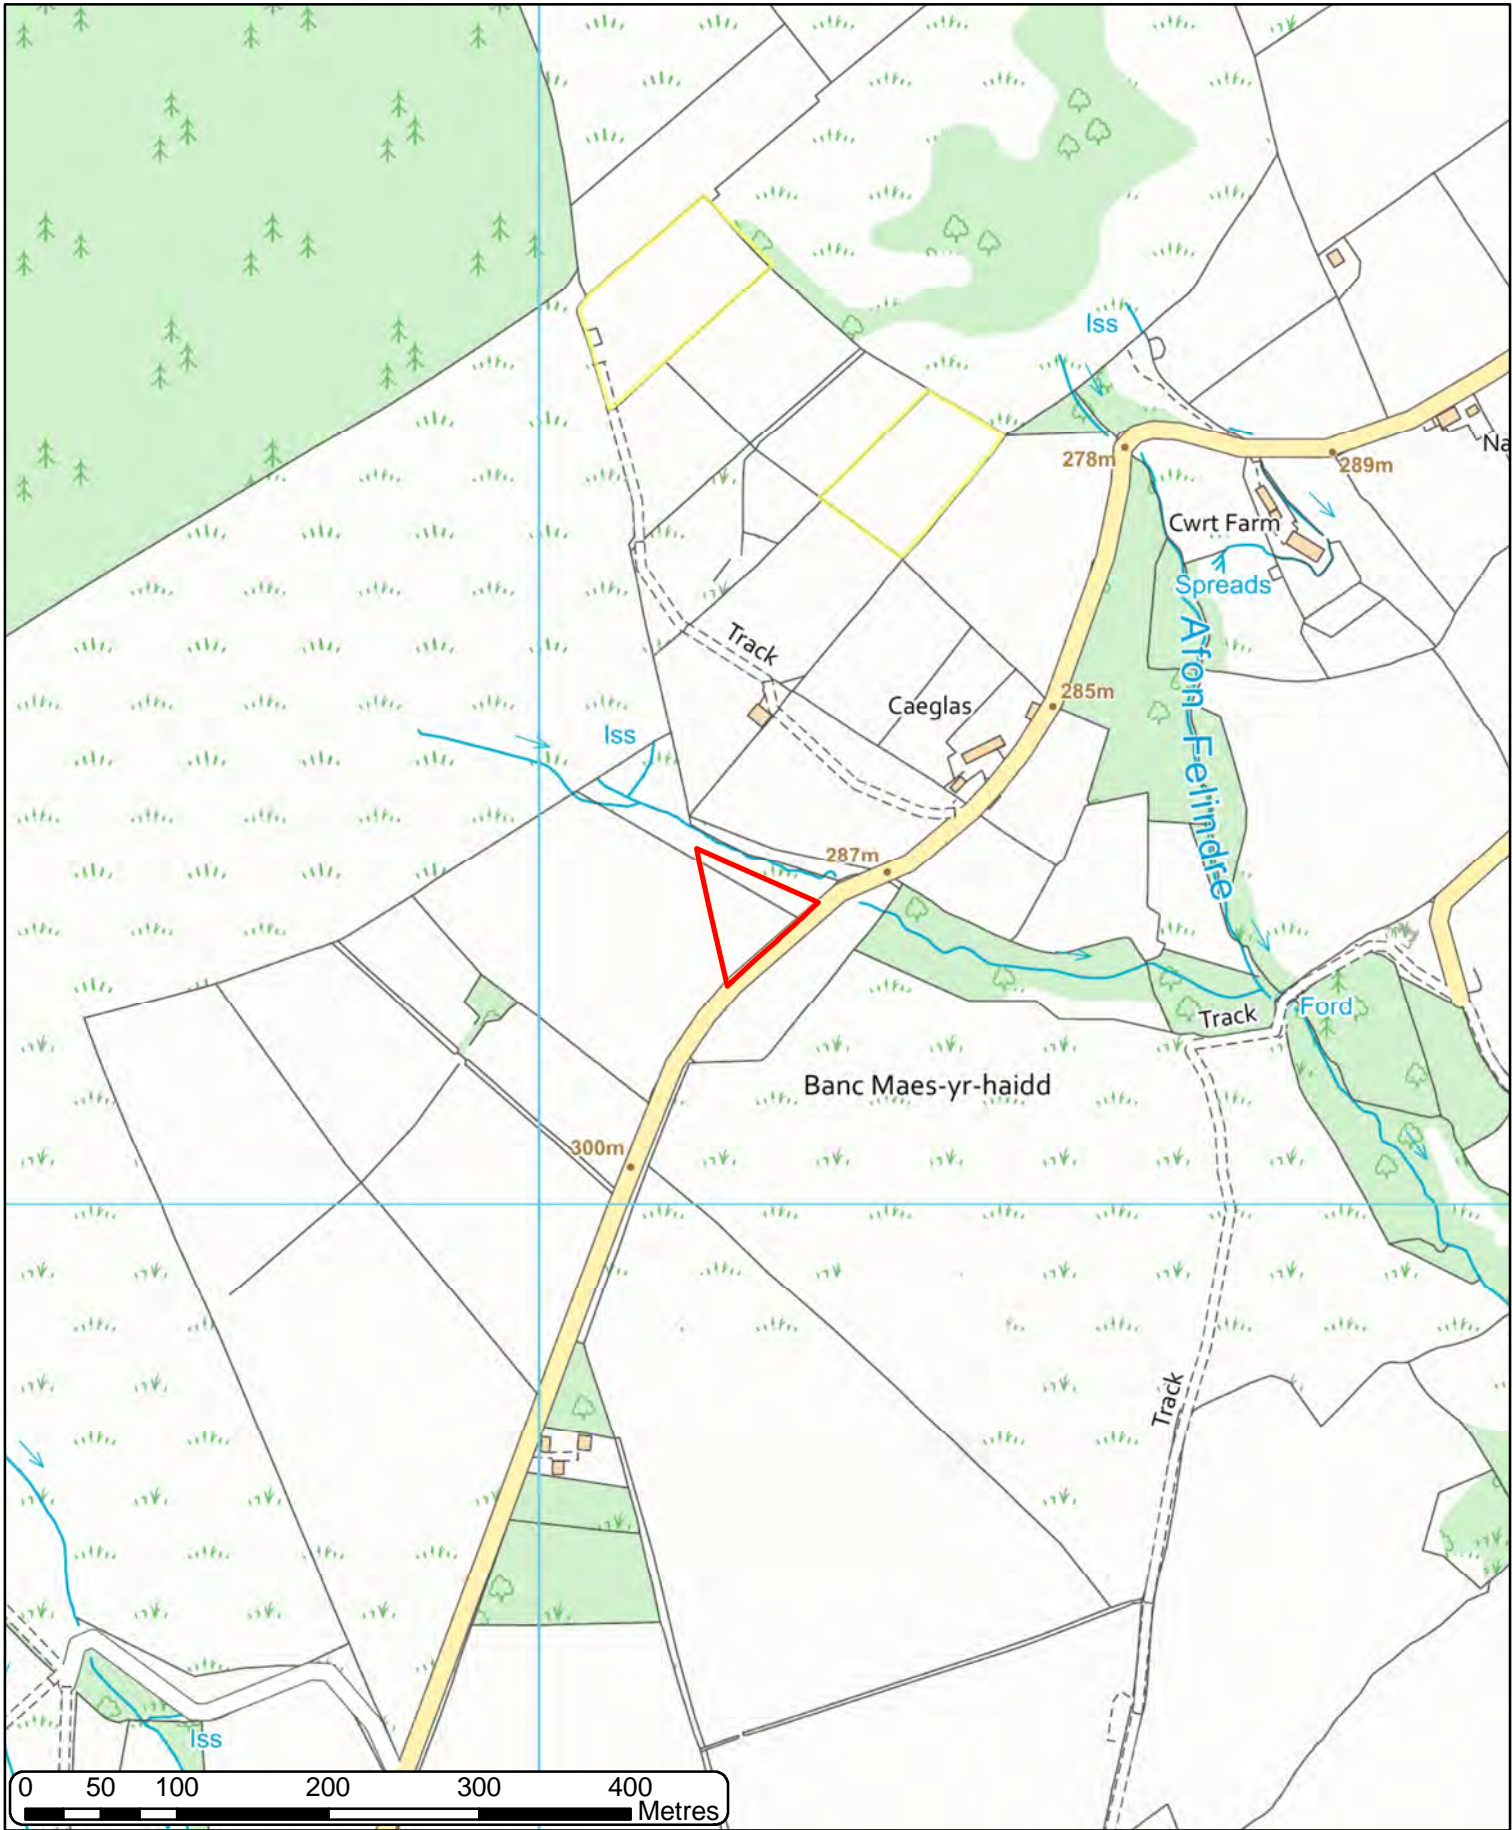 Iss
278m
289m
Na
Cwrt Farm
Spreads
Afon Felindre
Track
285m
Caeglas
Iss
287m
Track
Ford
Banc Maes-yr-haidd
300m
Track
Iss
0 50 100 200 300 400
Metres